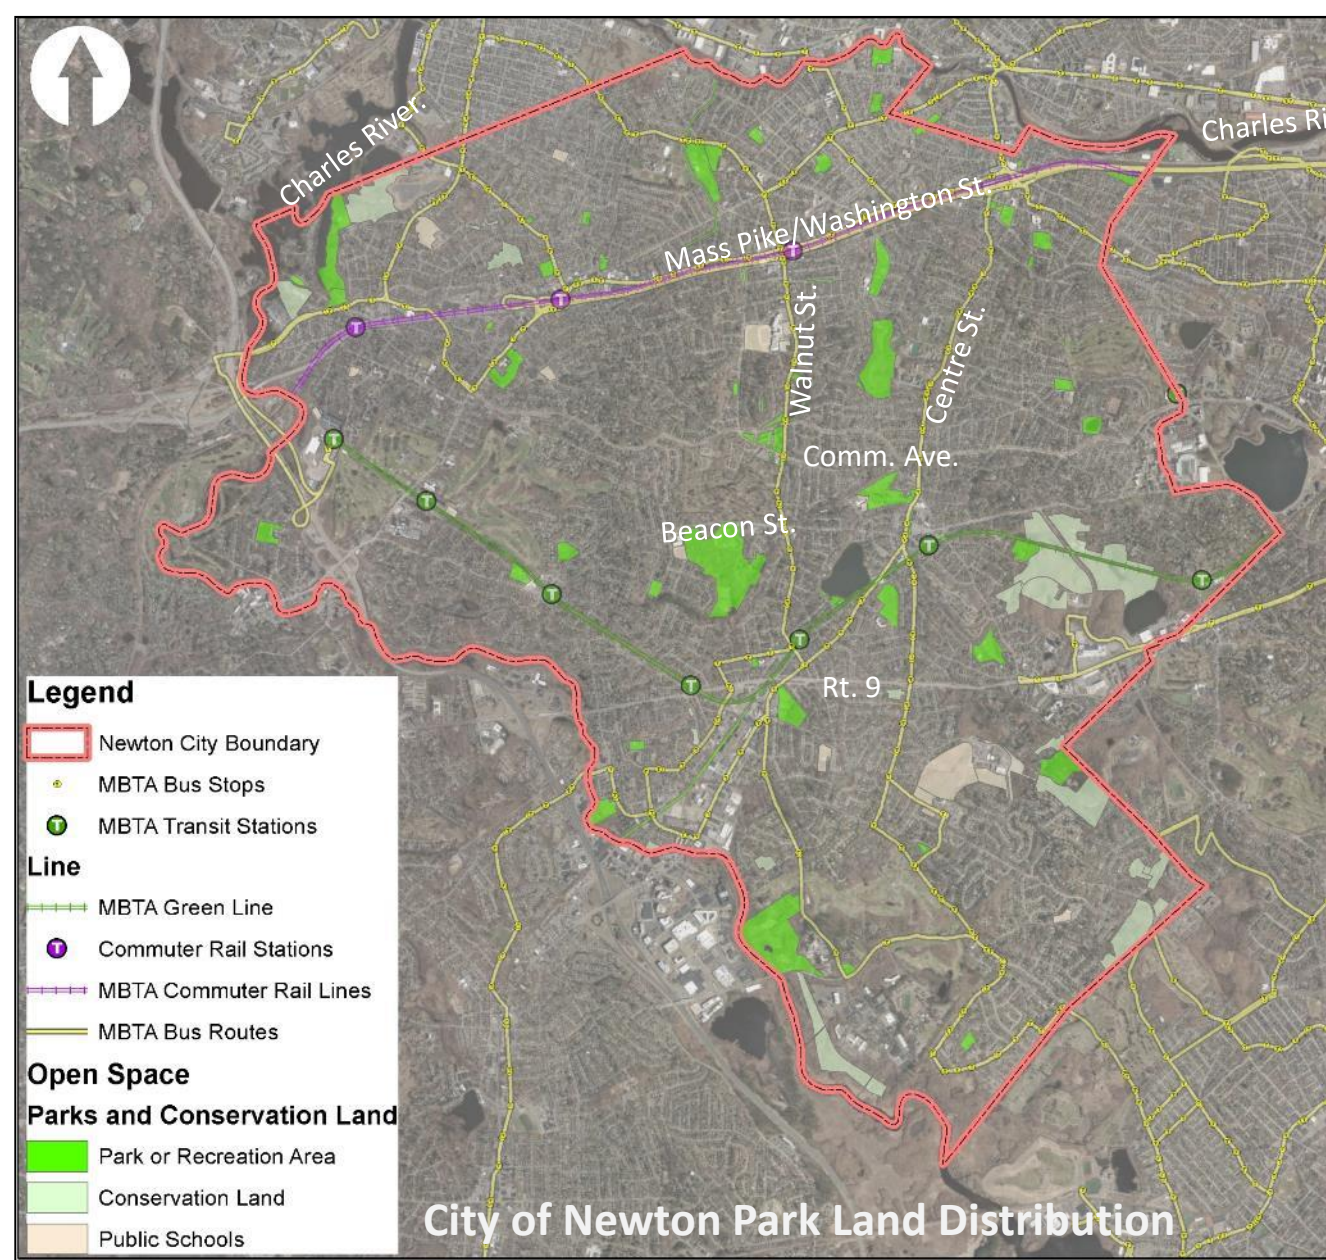 Charles River.
Charles Ri
Mass Pike/Washington St.
Walnut St.
Centre St.
Comm. Ave.
Beacon St.
Rt. 9
Legend
Newton City Boundary
MBTA Bus Stops
T MBTA Transit Stations
Line
MBTA Green Line
T Commuter Rail Stations
MBTA Commuter Rail Lines
MBTA Bus Routes
Open Space
Parks and Conservation Land
Park or Recreation Area
Conservation Land
Public Schools
City of Newton Park Land Distribution